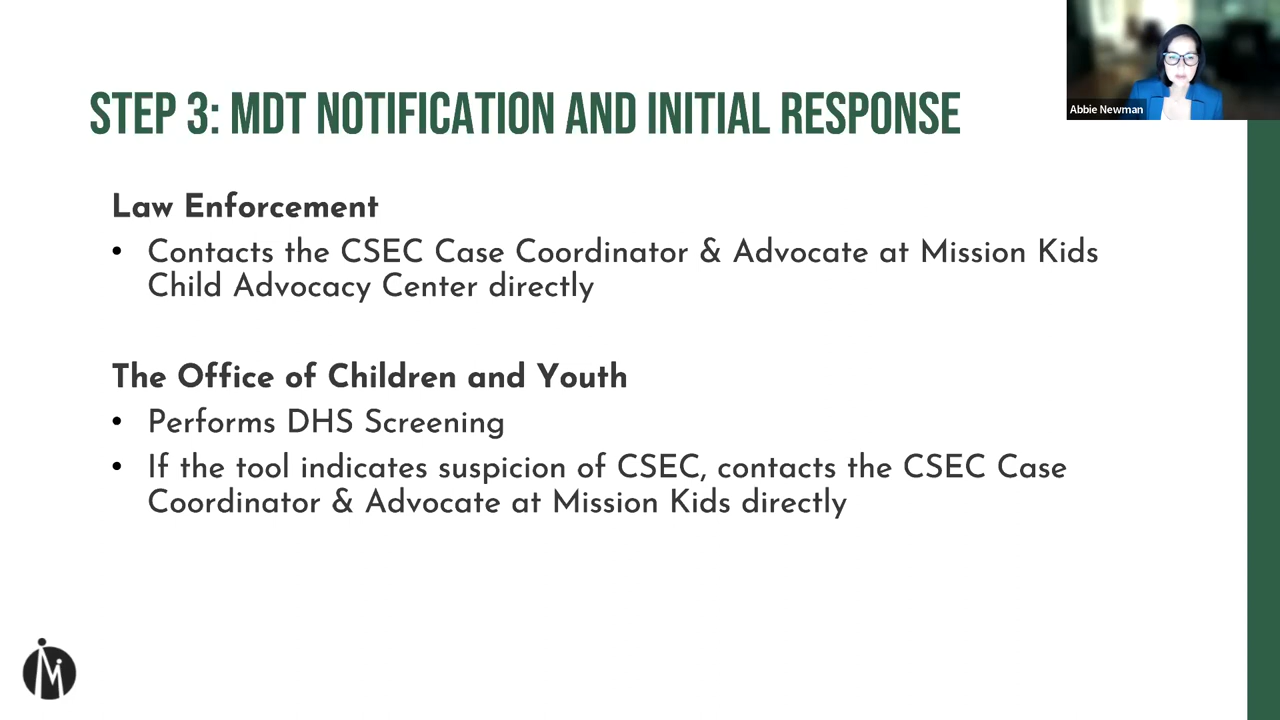 Abbie Newman
STEP 3: MDT NOTIFICATION AND INITIAL RESPONSE
Law Enforcement
• Contacts the CSEC Case Coordinator & Advocate at Mission Kids
Child Advocacy Center directly
The Office of Children and Youth
• Performs DHS Screening
• If the tool indicates suspicion of CSEC, contacts the CSEC Case
Coordinator & Advocate at Mission Kids directly